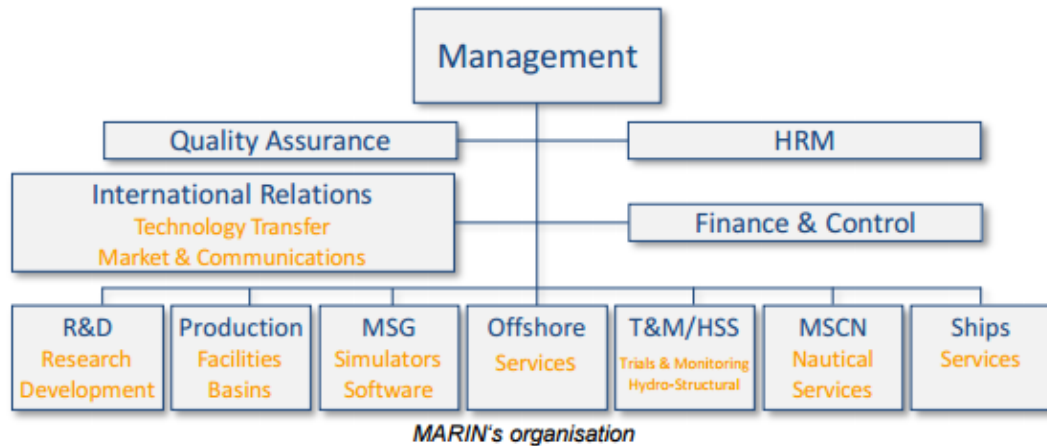 Management
Quality Assurance
HRM
International Relations
Technology Transfer
Market & Communications
Finance & Control
R&D
Research
Development
Production
Facilities
Basins
MSG
Simulators
Software
Offshore
Services
T&M/HSS
Trials & Monitoring
Hydro-Structural
MSCN
Nautical
Services
Ships
Services
MARIN's organisation